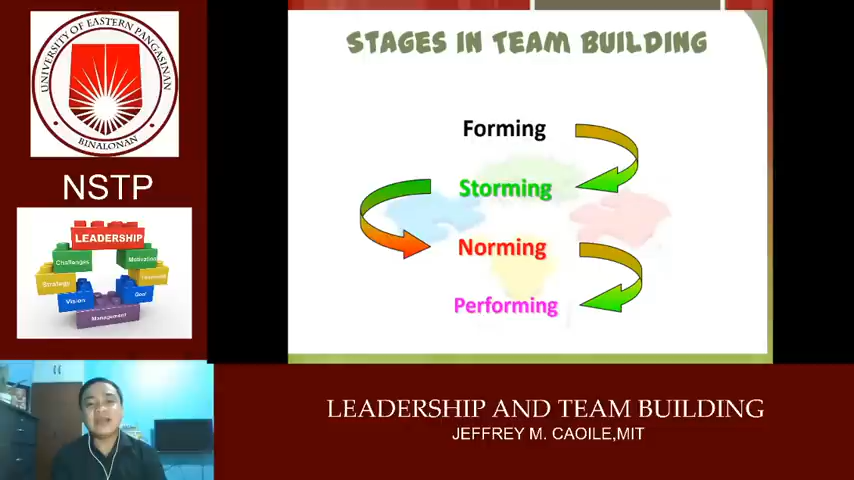 STAGES IN TEAM BUILDING
UNIVERSITY OF EASTERN PANGASINAN
BINALONAN
NSTP
Forming
Storming
Norming
Performing
LEADERSHIP
Challenges
Motivation
Strategy
Vision
Goal
Management
LEADERSHIP AND TEAM BUILDING
JEFFREY M. CAOILE,MIT